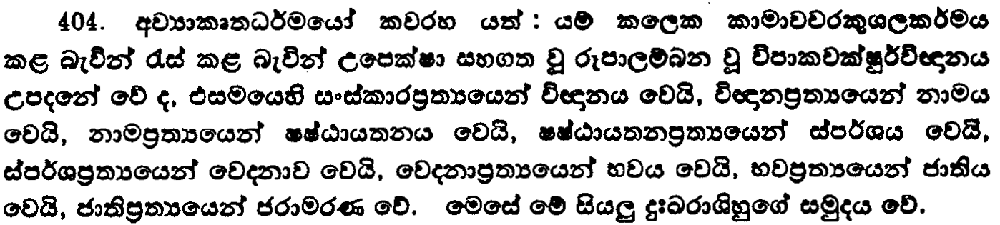 404. අව්‍යාකෘතධර්මයෝ කවරහ යත් : යම් කලෙක කාමාවචරකුශලකර්මය
කළ බැවින් රැස් කළ බැවින් උපෙක්ෂා සහගත වූ රූපාලම්බන වූ විපාකචක්ෂුර්විඥානය
උපදනේ වේ ද, එසමයෙහි සංස්කාරප්‍රත්‍යයෙන් විඥානය වෙයි, විඥානප්‍රත්‍යයෙන් නාමය
වෙයි, නාමප්‍රත්‍යයෙන් ෂෂ්ඨායතනය වෙයි, ෂෂ්ඨායතනප්‍රත්‍යයෙන් ස්පර්ශය වෙයි,
ස්පර්ශප්‍රත්‍යයෙන් වෙදනාව වෙයි, වෙදනාප්‍රත්‍යයෙන් භවය වෙයි, භවප්‍රත්‍යයෙන් ජාතිය
වෙයි, ජාතිප්‍රත්‍යයෙන් ජරාමරණ වේ. මෙසේ මේ සියලු දුඃඛරාශිහුගේ සමුදය වේ.